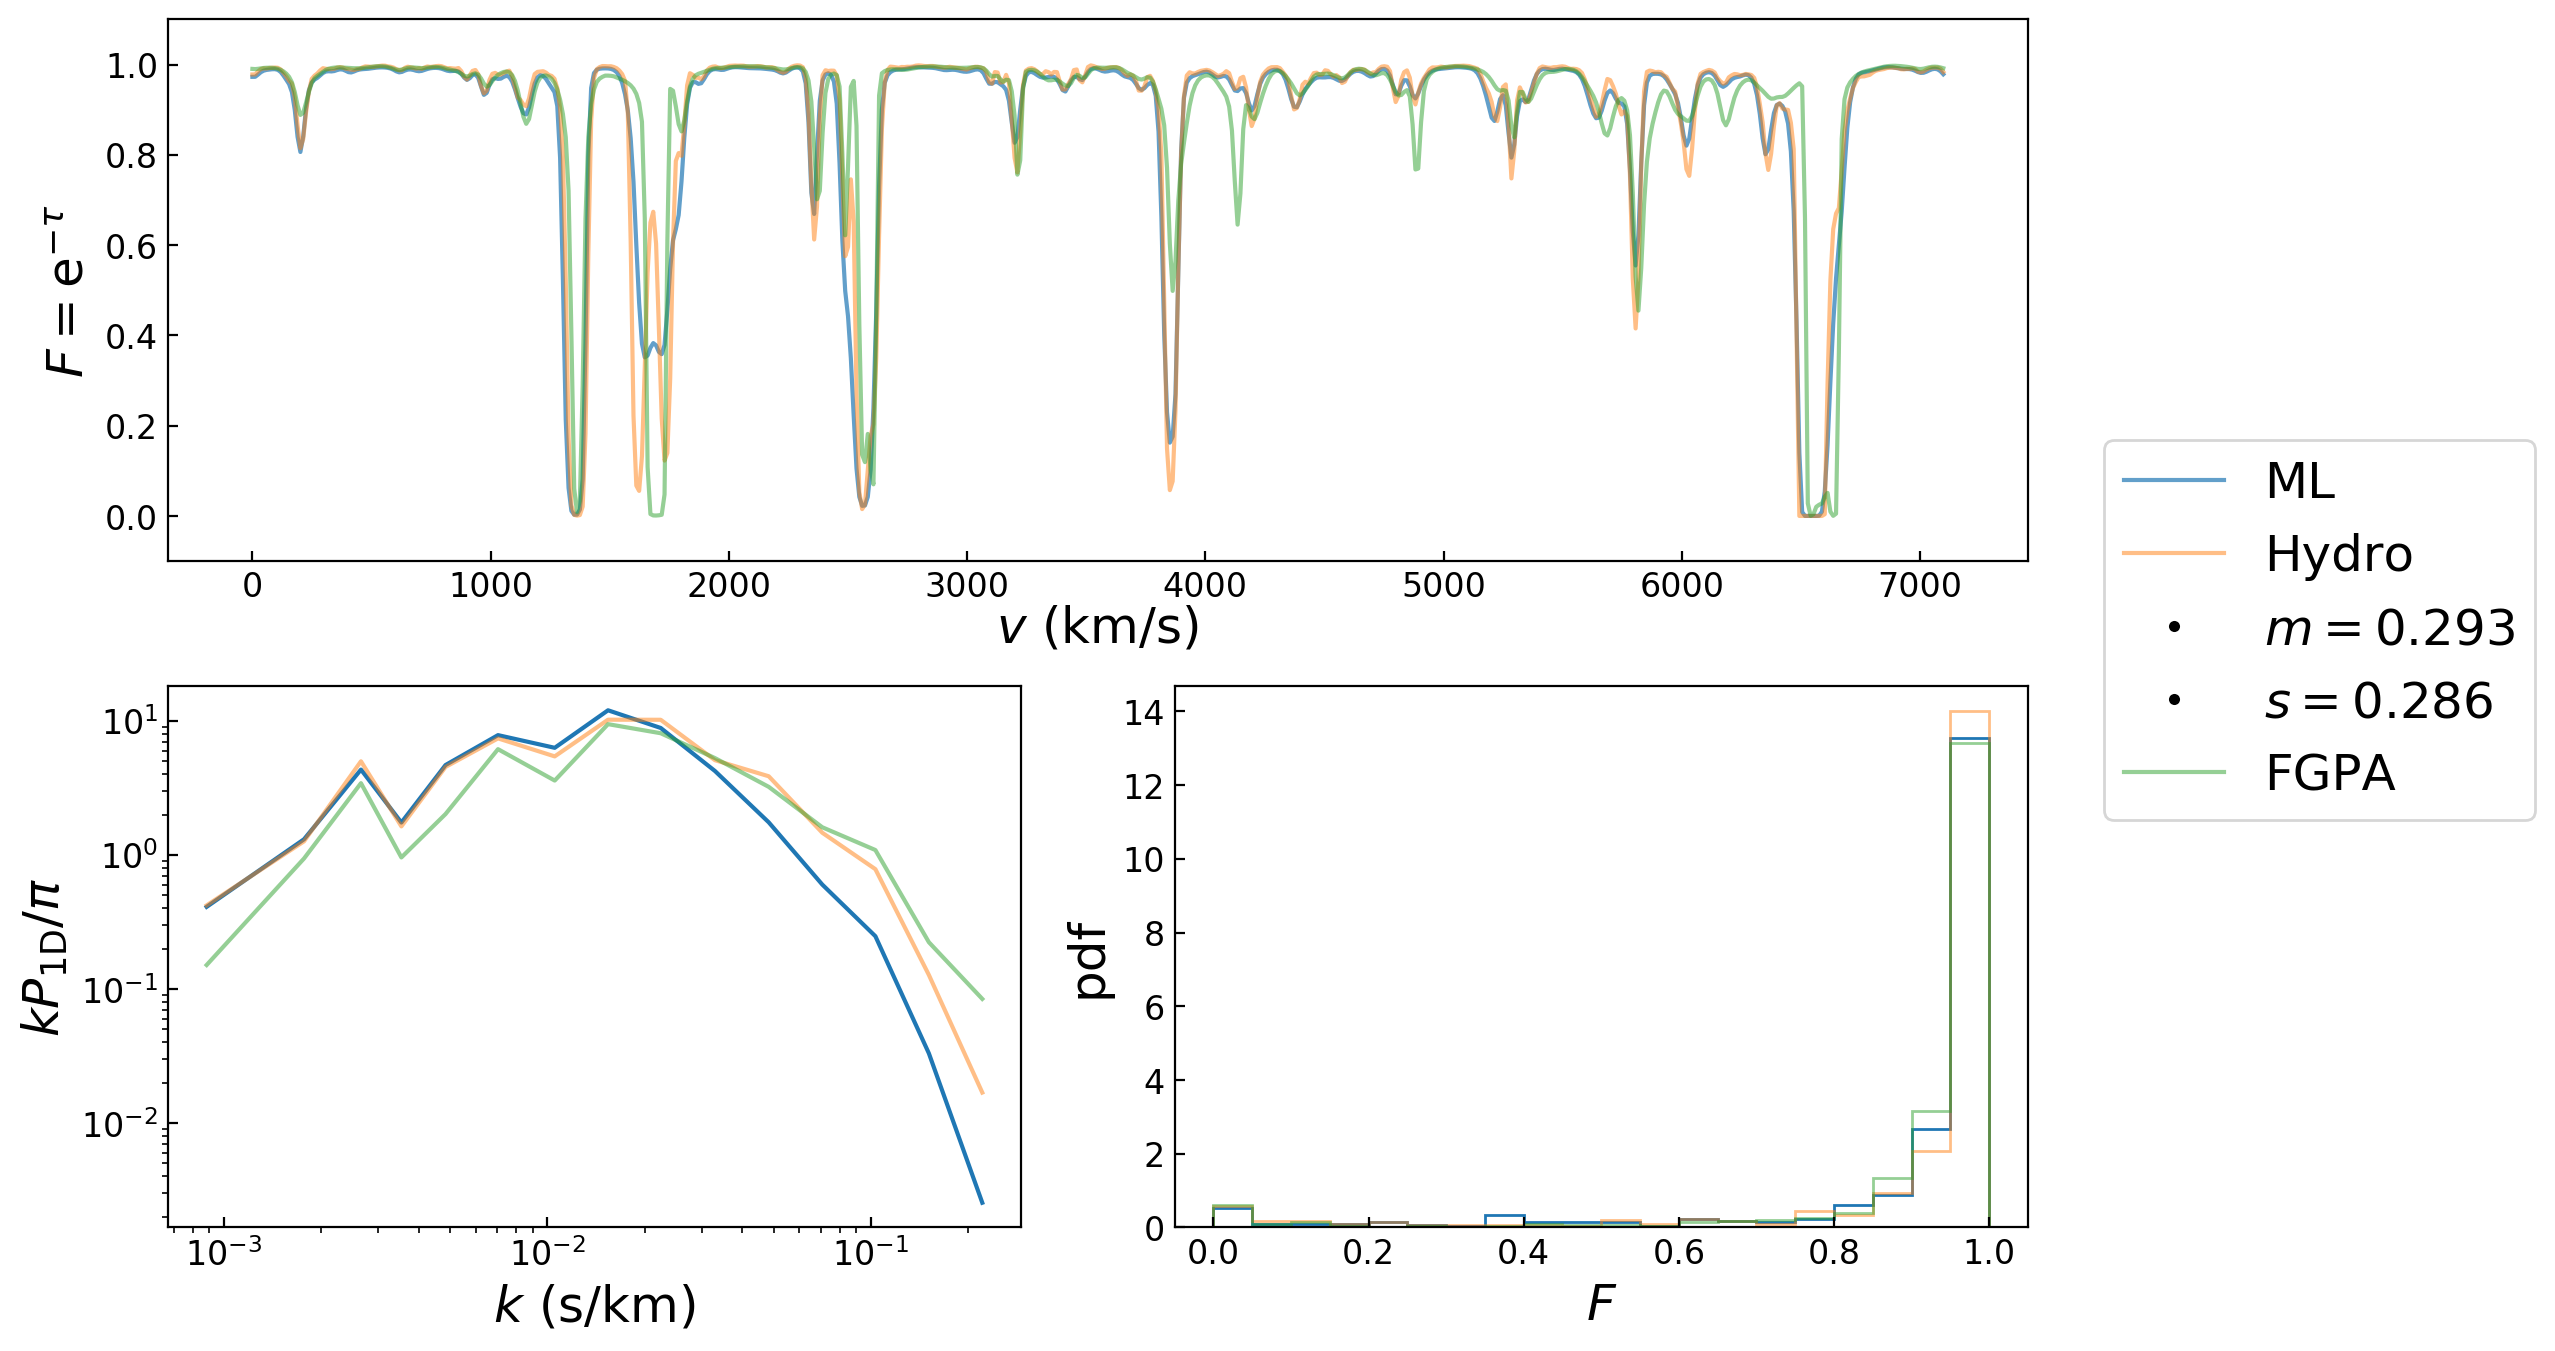 F = e^{−τ}
1.0
0.8
0.6
0.4
0.2
0.0
0 1000 2000 3000 4000 5000 6000 7000
v (km/s)
ML
Hydro
m = 0.293
s = 0.286
FGPA
kP_{1D}/π
10^1
10^0
10^{−1}
10^{−2}
10^{−3} 10^{−2} 10^{−1}
k (s/km)
pdf
14
12
10
8
6
4
2
0
0.0 0.2 0.4 0.6 0.8 1.0
F